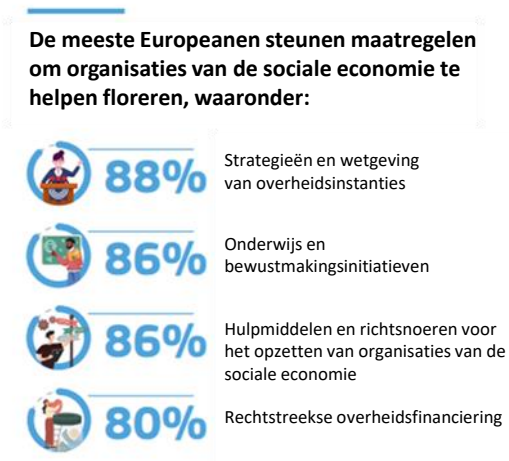 De meeste Europeanen steunen maatregelen
om organisaties van de sociale economie te
helpen floreren, waaronder:
88%
Strategieën en wetgeving
van overheidsinstanties
86%
Onderwijs en
bewustmakingsinitiatieven
86%
Hulpmiddelen en richtsnoeren voor
het opzetten van organisaties van de
sociale economie
80%
Rechtstreekse overheidsfinanciering